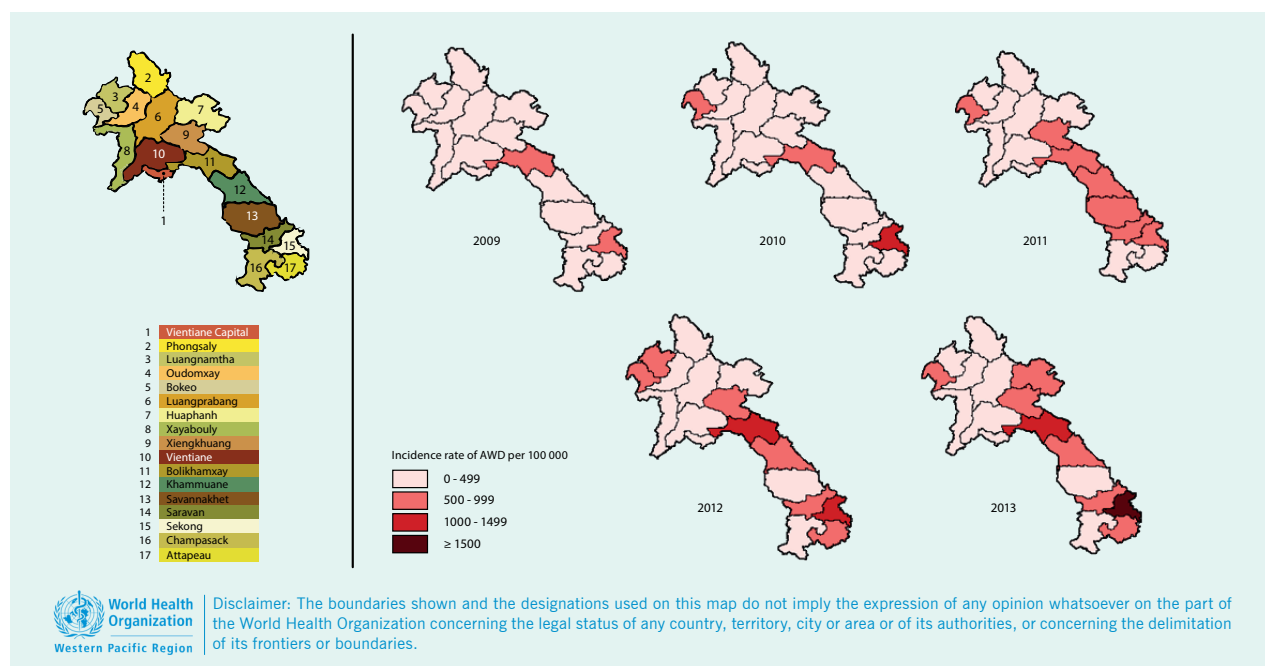 2
3
4
5
6
7
8
9
10
11
12
1
13
14
15
16
17
2009
2010
2011
1 Vientiane Capital
2 Phongsaly
3 Luangnamtha
4 Oudomxay
5 Bokeo
6 Luangprabang
7 Huaphanh
8 Xayabouly
9 Xiengkhuang
10 Vientiane
11 Bolikhamxay
12 Khammuane
13 Savannakhet
14 Saravan
15 Sekong
16 Champasack
17 Attapeau
Incidence rate of AWD per 100 000
0 - 499
500 - 999
1000 - 1499
≥ 1500
2012
2013
World Health
Organization
Western Pacific Region
Disclaimer: The boundaries shown and the designations used on this map do not imply the expression of any opinion whatsoever on the part of
the World Health Organization concerning the legal status of any country, territory, city or area or of its authorities, or concerning the delimitation
of its frontiers or boundaries.